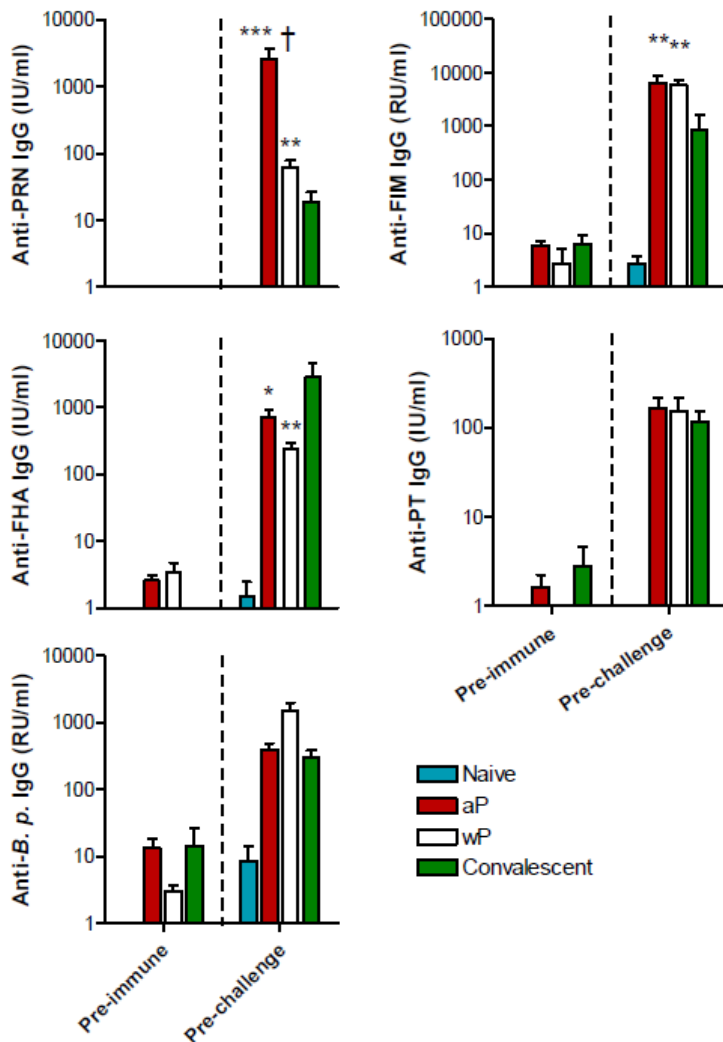 Anti-PRN IgG (IU/ml)
10000
1000
100
10
1
*** †
**
Anti-FIM IgG (RU/ml)
100000
10000
1000
100
10
1
** **
Anti-FHA IgG (IU/ml)
10000
1000
100
10
1
*
**
Anti-PT IgG (IU/ml)
1000
100
10
1
Pre-immune
Pre-challenge
Anti-B. p. IgG (RU/ml)
10000
1000
100
10
1
Pre-immune
Pre-challenge
Naive
aP
wP
Convalescent